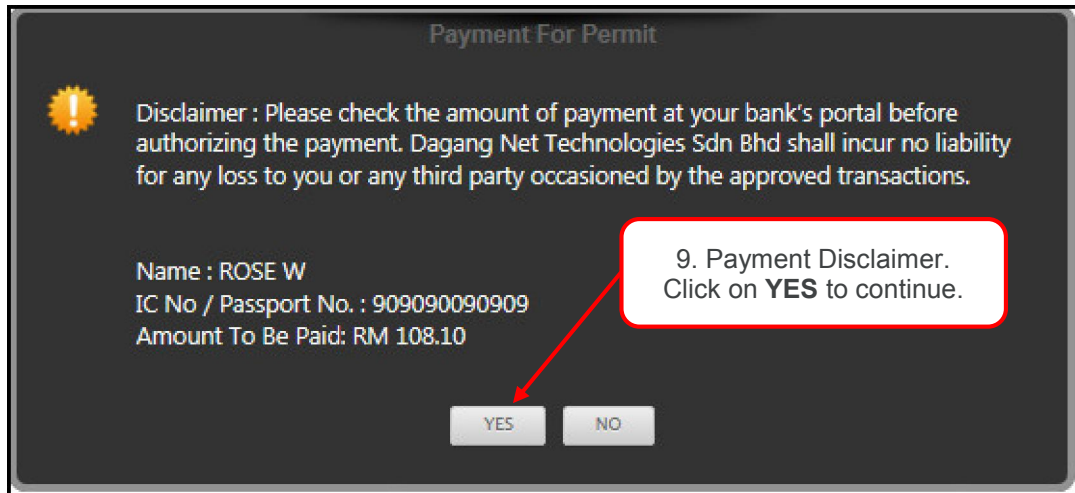 Payment For Permit
Disclaimer : Please check the amount of payment at your bank's portal before
authorizing the payment. Dagang Net Technologies Sdn Bhd shall incur no liability
for any loss to you or any third party occasioned by the approved transactions.
Name : ROSE W
IC No / Passport No. : 909090090909
Amount To Be Paid: RM 108.10
9. Payment Disclaimer.
Click on YES to continue.
YES
NO